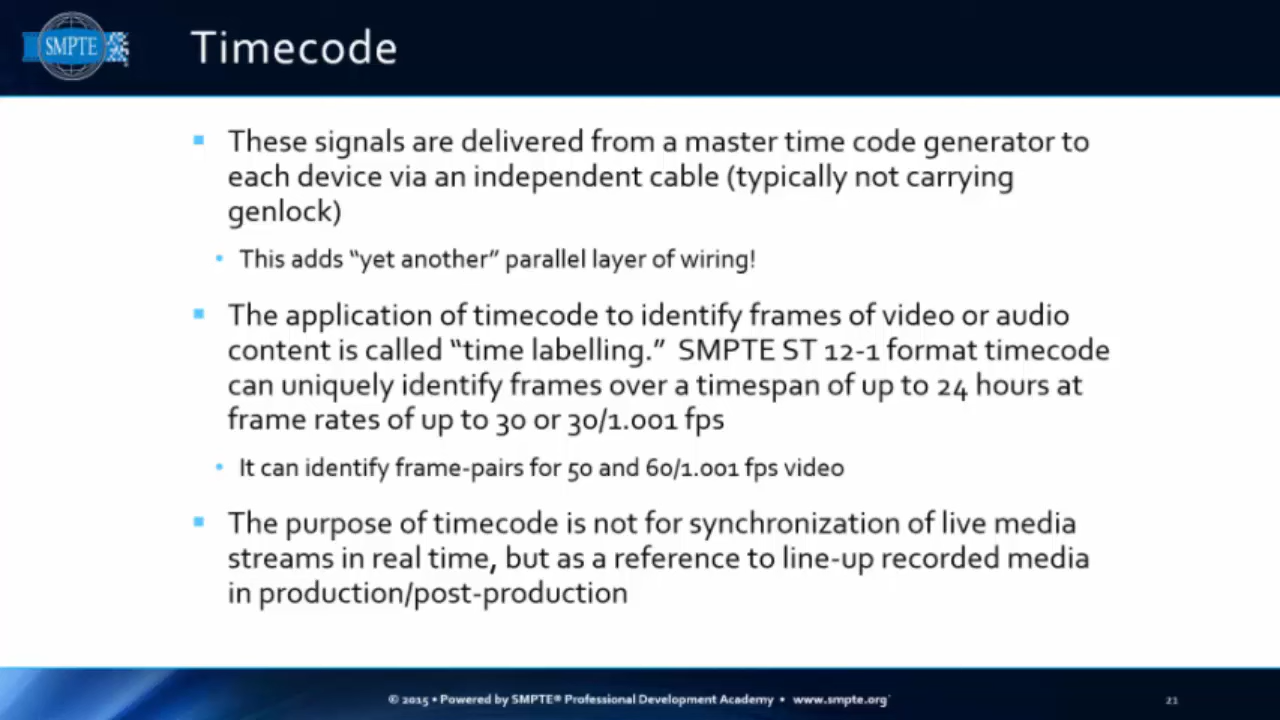 SMPTE
Timecode
These signals are delivered from a master time code generator to
each device via an independent cable (typically not carrying
genlock)
This adds “yet another” parallel layer of wiring!
The application of timecode to identify frames of video or audio
content is called “time labelling.” SMPTE ST 12-1 format timecode
can uniquely identify frames over a timespan of up to 24 hours at
frame rates of up to 30 or 30/1.001 fps
It can identify frame-pairs for 50 and 60/1.001 fps video
The purpose of timecode is not for synchronization of live media
streams in real time, but as a reference to line-up recorded media
in production/post-production
© 2015 • Powered by SMPTE® Professional Development Academy • www.smpte.org
21